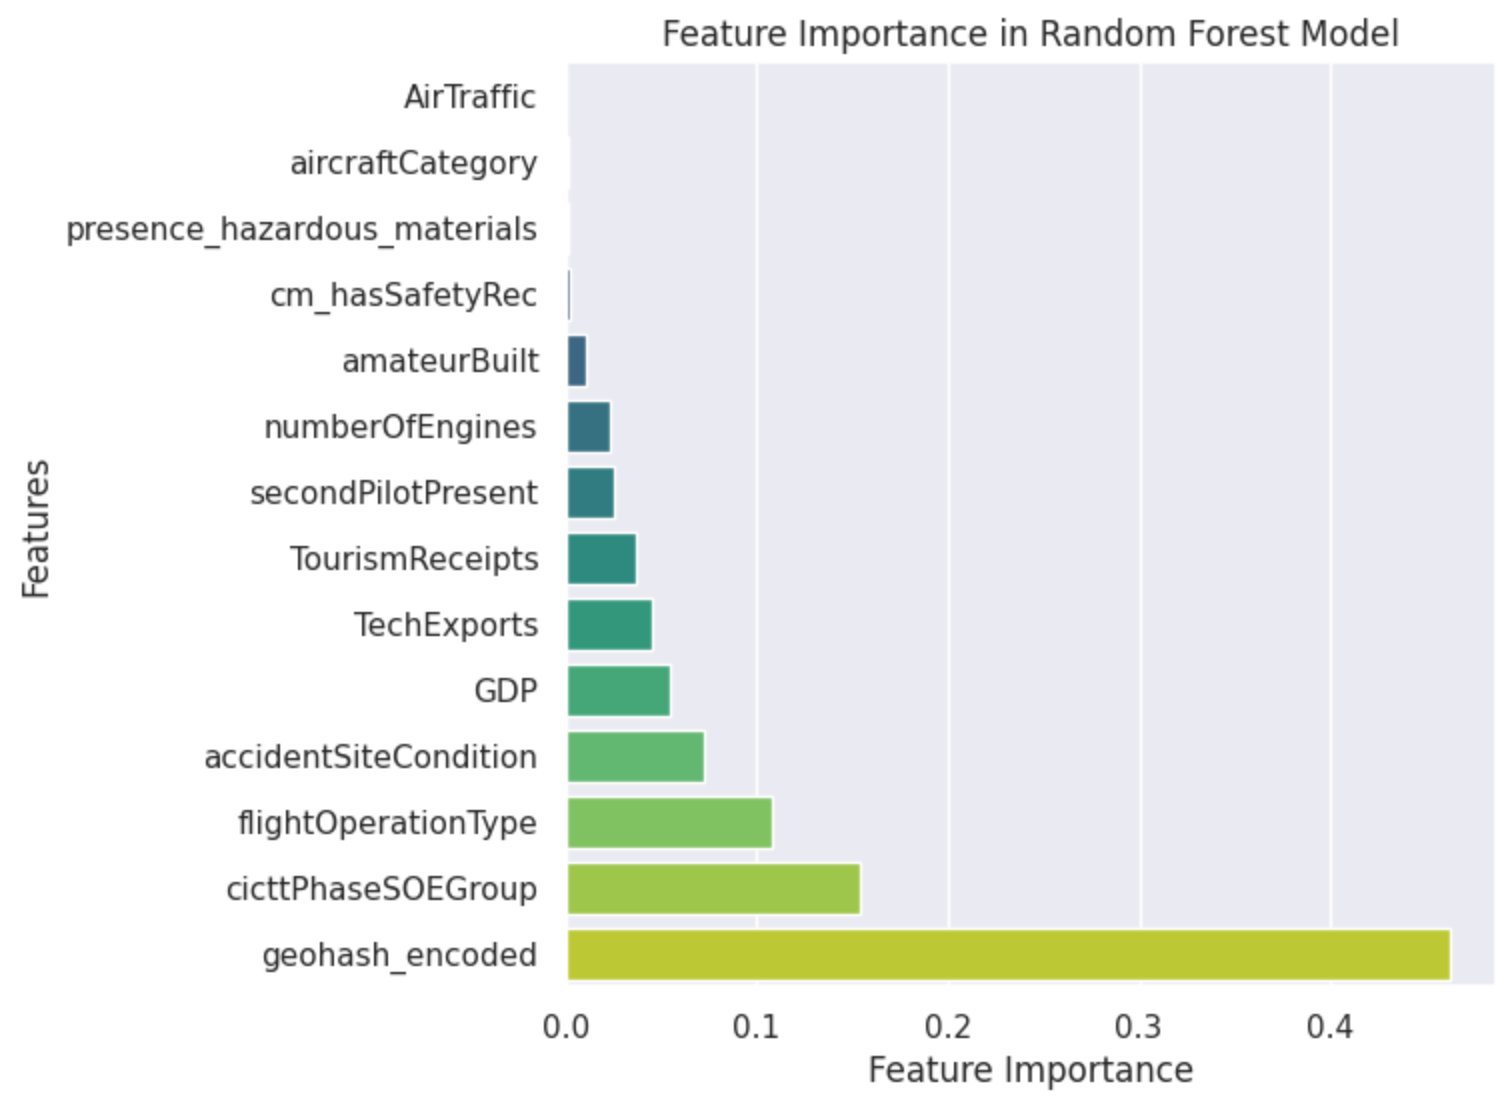 Feature Importance in Random Forest Model
AirTraffic
aircraftCategory
presence_hazardous_materials
cm_hasSafetyRec
amateurBuilt
numberOfEngines
secondPilotPresent
TourismReceipts
TechExports
GDP
accidentSiteCondition
flightOperationType
cicttPhaseSOEGroup
geohash_encoded
Features
0.0 0.1 0.2 0.3 0.4
Feature Importance